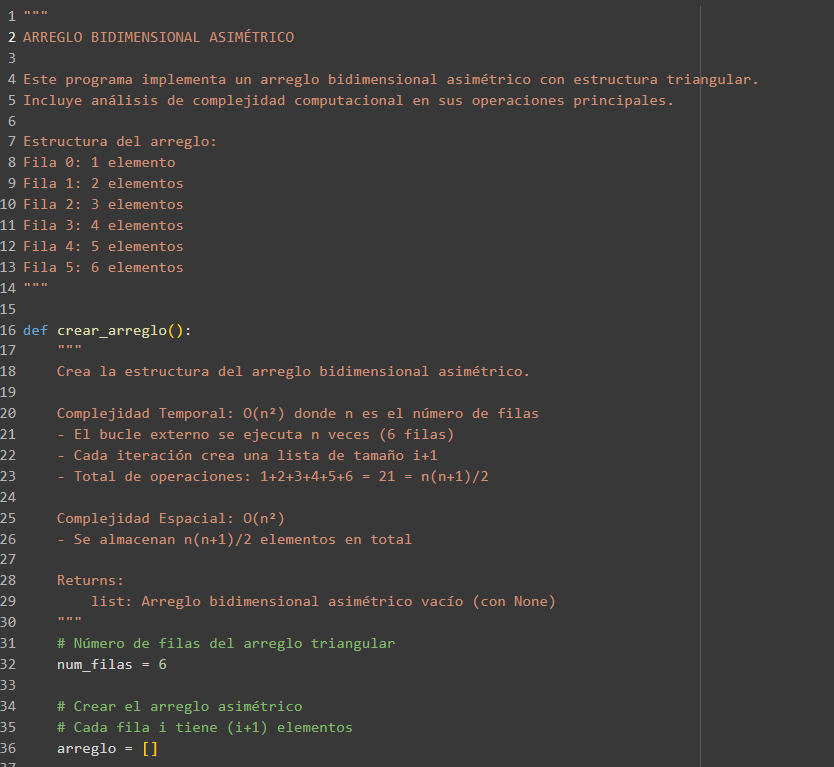 1 """
2 ARREGLO BIDIMENSIONAL ASIMÉTRICO
3
4 Este programa implementa un arreglo bidimensional asimétrico con estructura triangular.
5 Incluye análisis de complejidad computacional en sus operaciones principales.
6
7 Estructura del arreglo:
8 Fila 0: 1 elemento
9 Fila 1: 2 elementos
10 Fila 2: 3 elementos
11 Fila 3: 4 elementos
12 Fila 4: 5 elementos
13 Fila 5: 6 elementos
14 """
15
16 def crear_arreglo():
17     """
18     Crea la estructura del arreglo bidimensional asimétrico.
19
20     Complejidad Temporal: O(n²) donde n es el número de filas
21     - El bucle externo se ejecuta n veces (6 filas)
22     - Cada iteración crea una lista de tamaño i+1
23     - Total de operaciones: 1+2+3+4+5+6 = 21 = n(n+1)/2
24
25     Complejidad Espacial: O(n²)
26     - Se almacenan n(n+1)/2 elementos en total
27
28     Returns:
29         list: Arreglo bidimensional asimétrico vacío (con None)
30     """
31     # Número de filas del arreglo triangular
32     num_filas = 6
33
34     # Crear el arreglo asimétrico
35     # Cada fila i tiene (i+1) elementos
36     arreglo = []
37